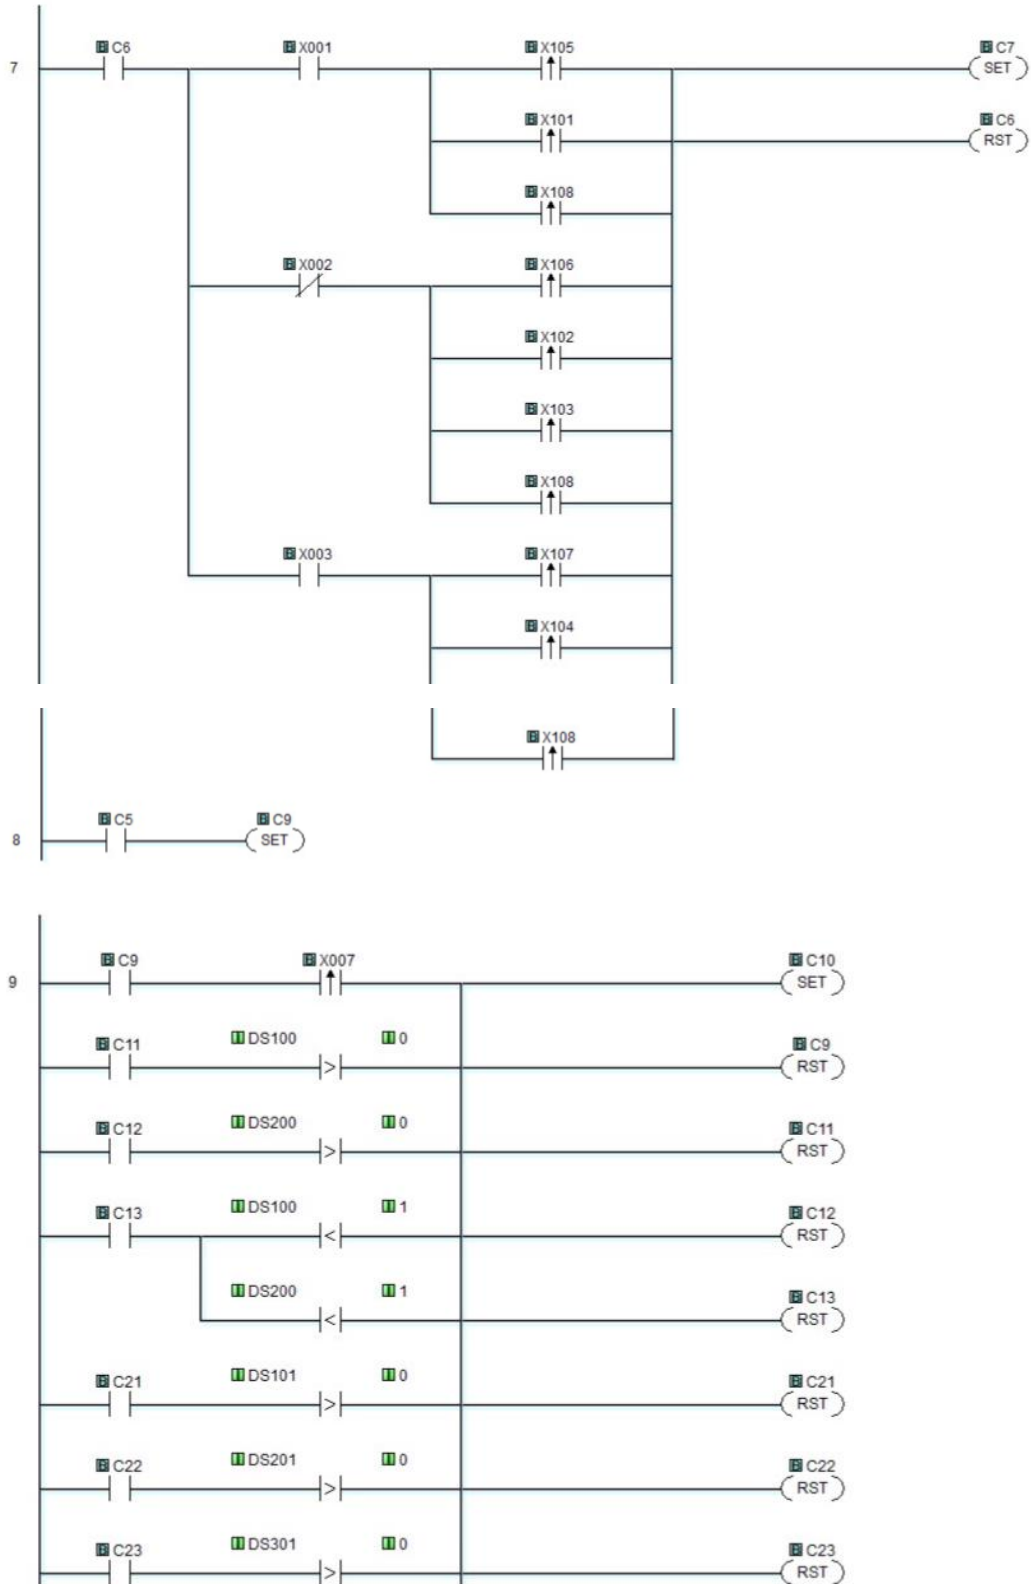 C6 X001 X105 C7
7 SET
X101 C6
RST
X108
X002 X106
X102
X103
X108
X003 X107
X104
X108
C5 C9
8 SET
C9 X007 C10
9 SET
C11 DS100 0 C9
> RST
C12 DS200 0 C11
> RST
C13 DS100 1 C12
< RST
DS200 1 C13
< RST
C21 DS101 0 C21
> RST
C22 DS201 0 C22
> RST
C23 DS301 0 C23
> RST